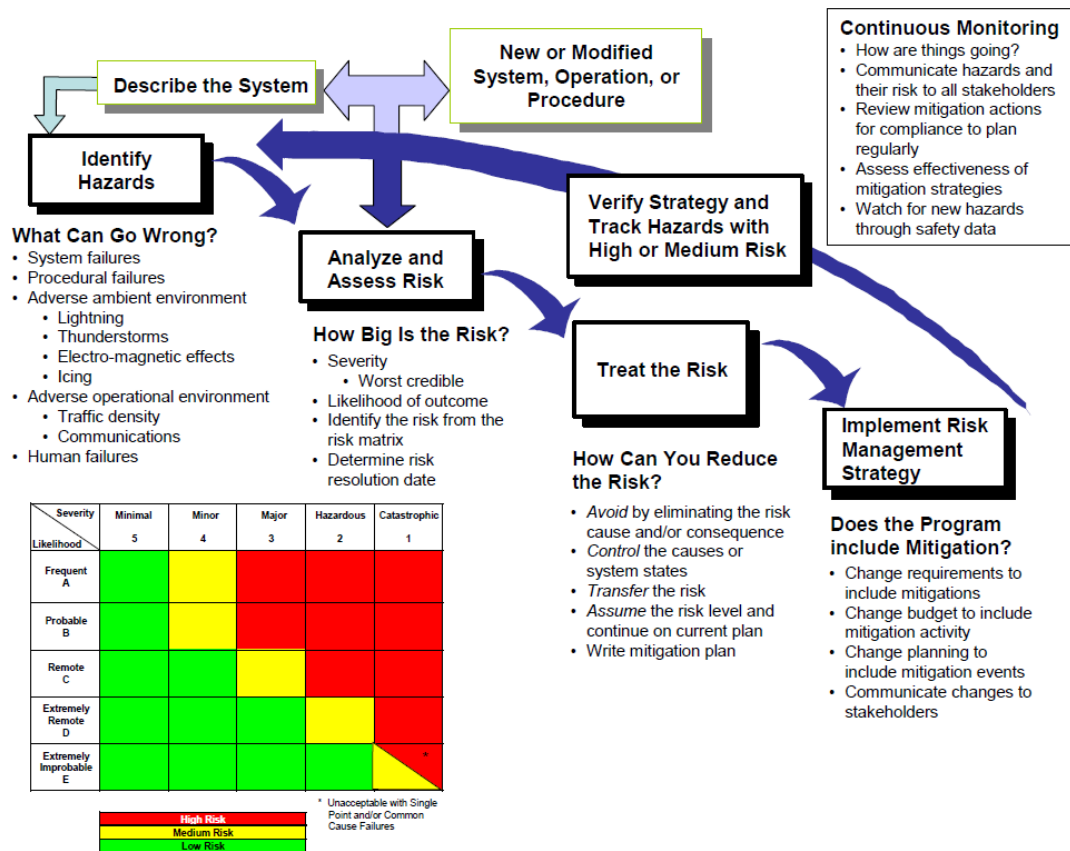 Describe the System
New or Modified
System, Operation, or
Procedure
Continuous Monitoring
• How are things going?
• Communicate hazards and
their risk to all stakeholders
• Review mitigation actions
for compliance to plan
regularly
• Assess effectiveness of
mitigation strategies
• Watch for new hazards
through safety data
Identify
Hazards
What Can Go Wrong?
• System failures
• Procedural failures
• Adverse ambient environment
• Lightning
• Thunderstorms
• Electro-magnetic effects
• Icing
• Adverse operational environment
• Traffic density
• Communications
• Human failures
Analyze and
Assess Risk
How Big Is the Risk?
• Severity
• Worst credible
• Likelihood of outcome
• Identify the risk from the
risk matrix
• Determine risk
resolution date
Verify Strategy and
Track Hazards with
High or Medium Risk
Treat the Risk
How Can You Reduce
the Risk?
• Avoid by eliminating the risk
cause and/or consequence
• Control the causes or
system states
• Transfer the risk
• Assume the risk level and
continue on current plan
• Write mitigation plan
Implement Risk
Management
Strategy
Does the Program
include Mitigation?
• Change requirements to
include mitigations
• Change budget to include
mitigation activity
• Change planning to
include mitigation events
• Communicate changes to
stakeholders
Severity
Likelihood
Minimal
5
Minor
4
Major
3
Hazardous
2
Catastrophic
1
Frequent
A
Probable
B
Remote
C
Extremely
Remote
D
Extremely
Improbable
E
*
* Unacceptable with Single
Point and/or Common
Cause Failures
High Risk
Medium Risk
Low Risk